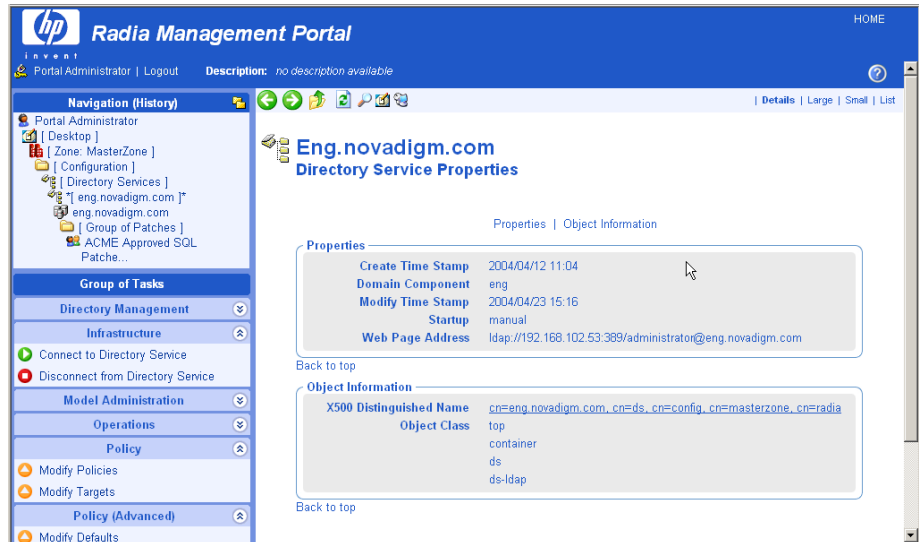 HOME
hp
invent
Radia Management Portal
Portal Administrator | Logout
Description: no description available
?
Navigation (History)
Portal Administrator
[ Desktop ]
[ Zone: MasterZone ]
[ Configuration ]
[ Directory Services ]
*[ eng.novadigm.com ]*
eng.novadigm.com
[ Group of Patches ]
ACME Approved SQL
Patche...
Group of Tasks
Directory Management
Infrastructure
Connect to Directory Service
Disconnect from Directory Service
Model Administration
Operations
Policy
Modify Policies
Modify Targets
Policy (Advanced)
Modify Defaults
| Details | Large | Small | List
Eng.novadigm.com
Directory Service Properties
Properties | Object Information
Properties
Create Time Stamp 2004/04/12 11:04
Domain Component eng
Modify Time Stamp 2004/04/23 15:16
Startup manual
Web Page Address ldap://192.168.102.53:389/administrator@eng.novadigm.com
Back to top
Object Information
X500 Distinguished Name cn=eng.novadigm.com, cn=ds, cn=config, cn=masterzone, cn=radia
Object Class top
container
ds
ds-ldap
Back to top